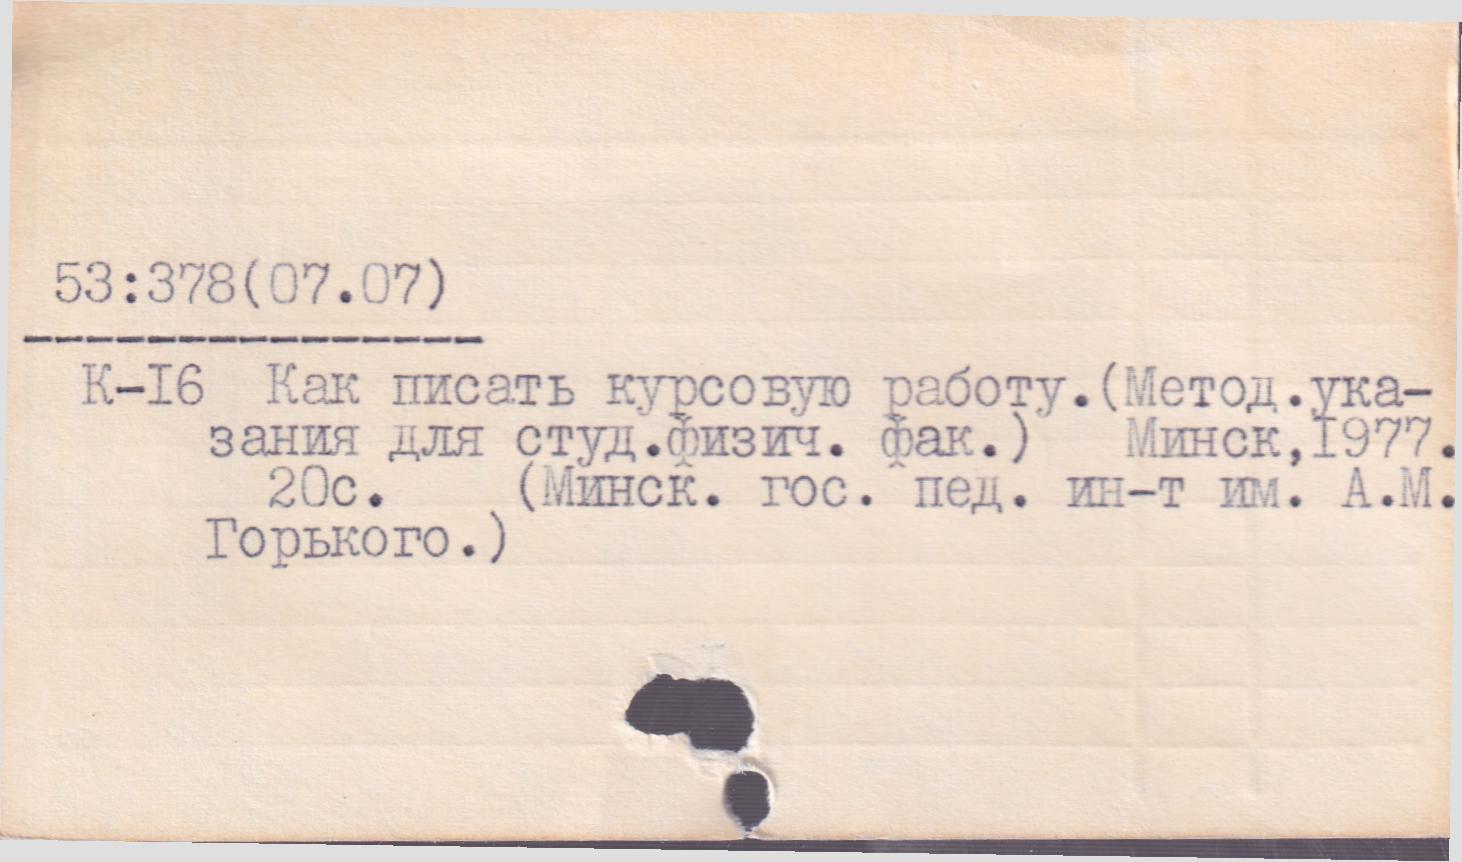 53:378(07.07)
---------------
К-I6  Как писать курсовую работу.(Метод.ука-
зания для студ.физич. фак.)   Минск,I977.
20с.    (Минск. гос. пед. ин-т им. А.М.
Горького.)